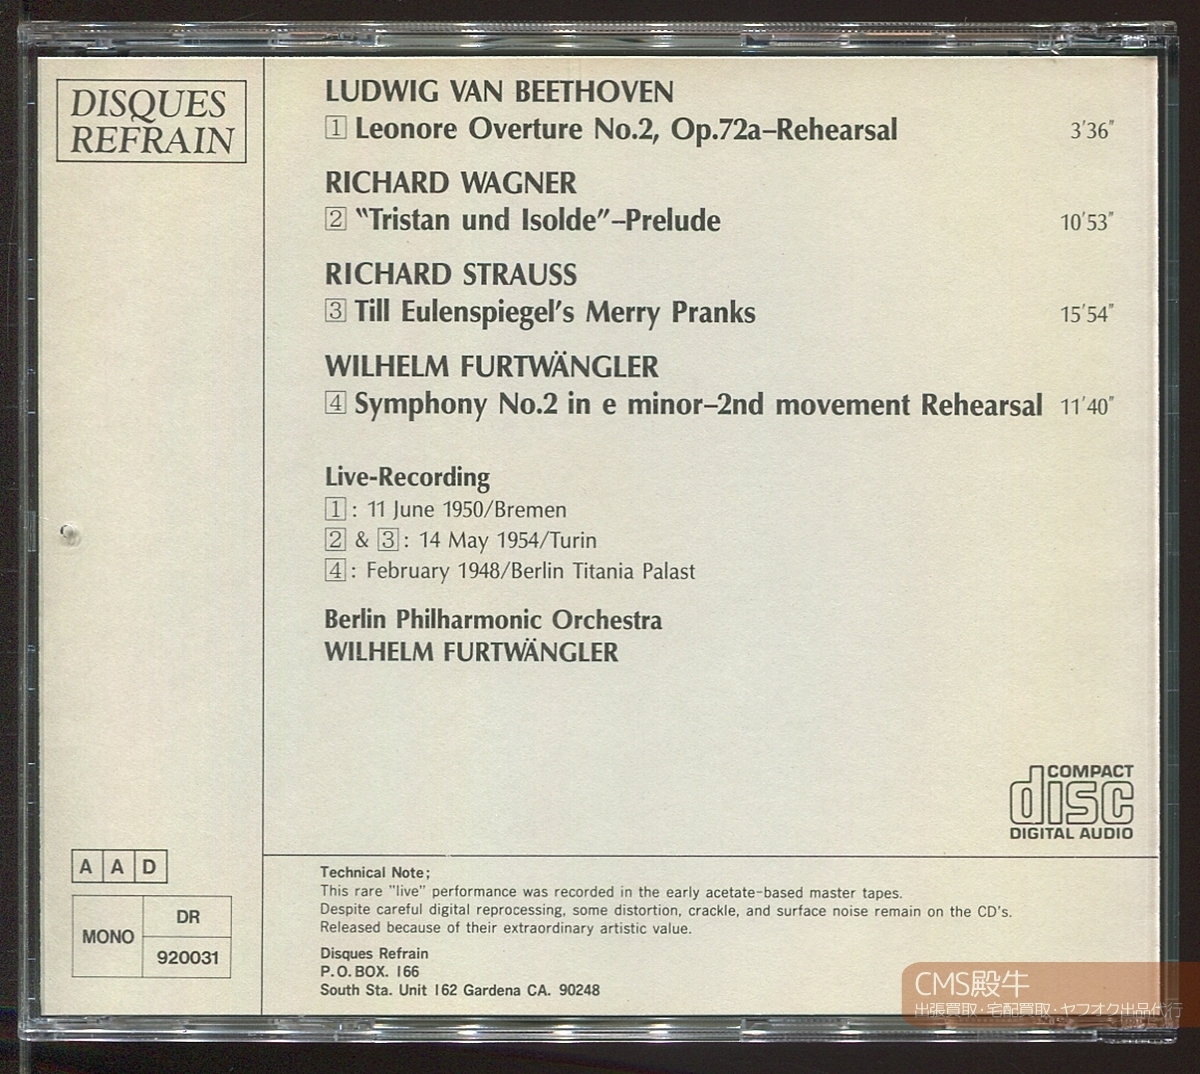 DISQUES
REFRAIN
LUDWIG VAN BEETHOVEN
1 Leonore Overture No.2, Op.72a–Rehearsal 3'36"
RICHARD WAGNER
2 "Tristan und Isolde"–Prelude 10'53"
RICHARD STRAUSS
3 Till Eulenspiegel's Merry Pranks 15'54"
WILHELM FURTWÄNGLER
4 Symphony No.2 in e minor–2nd movement Rehearsal 11'40"
Live-Recording
1 : 11 June 1950/Bremen
2 & 3 : 14 May 1954/Turin
4 : February 1948/Berlin Titania Palast
Berlin Philharmonic Orchestra
WILHELM FURTWÄNGLER
COMPACT
disc
DIGITAL AUDIO
A A D
MONO DR
920031
Technical Note;
This rare "live" performance was recorded in the early acetate-based master tapes.
Despite careful digital reprocessing, some distortion, crackle, and surface noise remain on the CD's.
Released because of their extraordinary artistic value.
Disques Refrain
P.O.BOX. 166
South Sta. Unit 162 Gardena CA. 90248
CMS殿牛
出張買取・宅配買取・ヤフオク出品代行